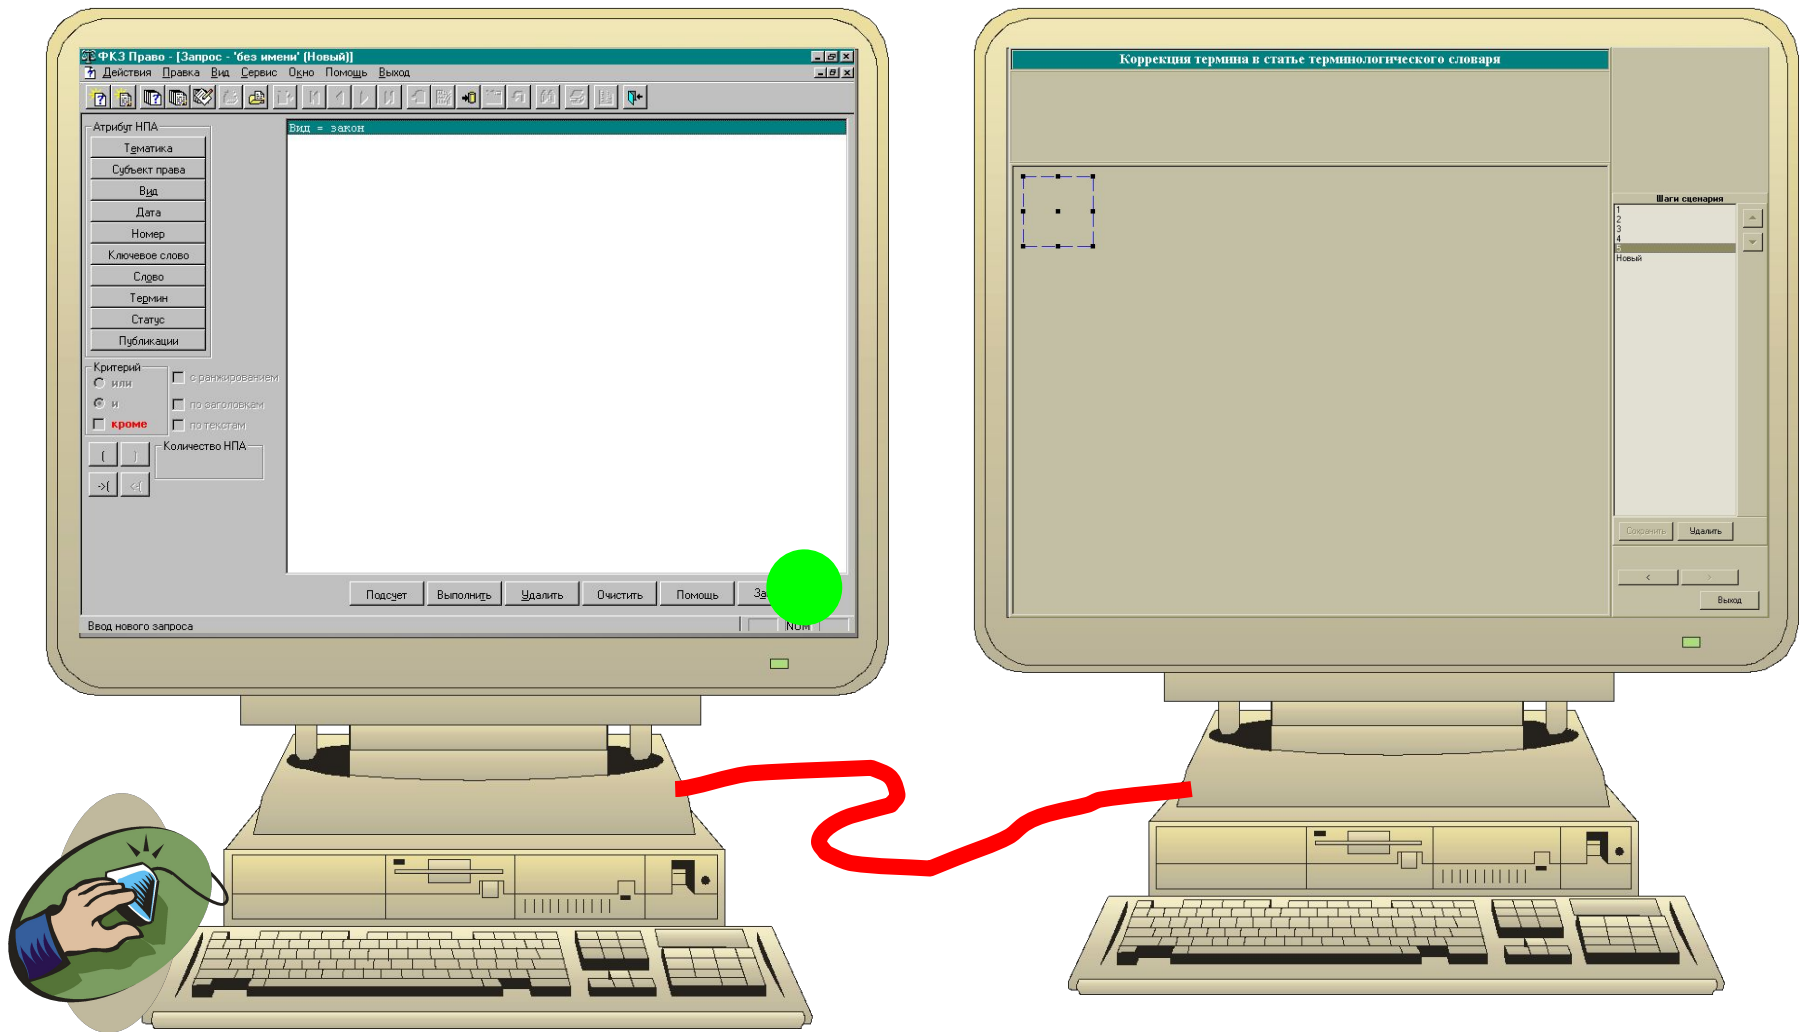 ФКЗ Право - [Запрос - 'без имени' (Новый)]
Действия Правка Вид Сервис Окно Помощь Выход
Атрибут НПА
Тематика
Субъект права
Вид
Дата
Номер
Ключевое слово
Слово
Термин
Статус
Публикации
Вид = закон
Критерий
или
и
кроме
с ранжированием
по заголовкам
по текстам
Количество НПА
( )
->( <-(
Подсчет Выполнить Удалить Очистить Помощь
Ввод нового запроса
NUM
Коррекция термина в статье терминологического словаря
Шаги сценария
1
2
3
4
5
Новый
Сохранить Удалить
< >
Выход